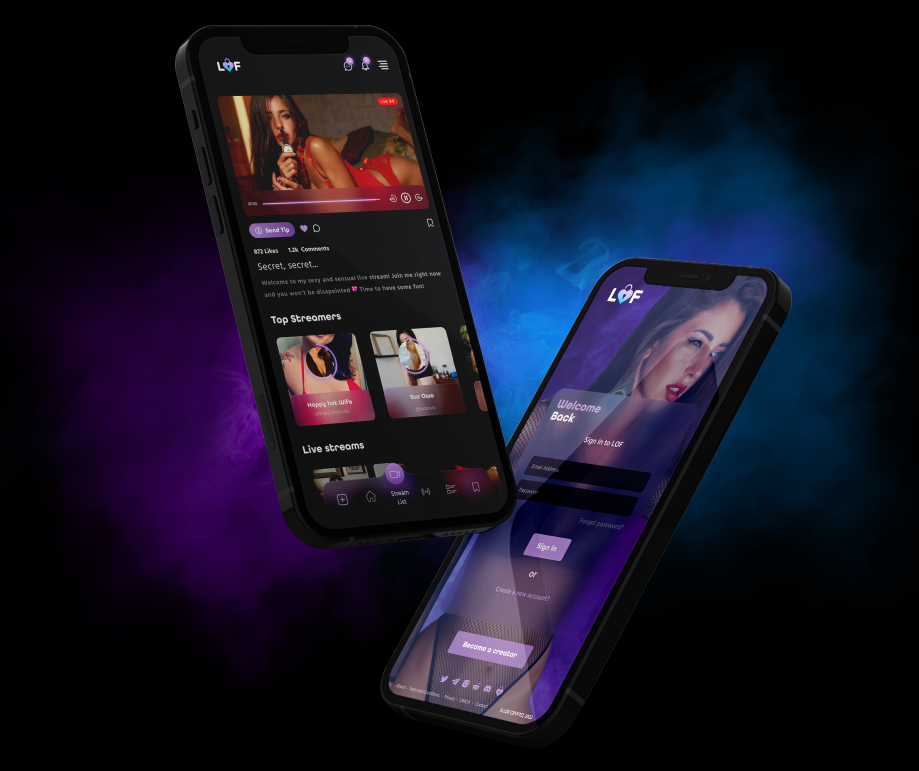 LOF
LIVE
Send Tip
872 Likes 1.2k Comments
Secret, secret...
Welcome to my sexy and sensual live stream! Join me right now
and you won't be disapointed 💘 Time to have some fun!
Top Streamers
Happy hot Wife
Live streams
Stream
List
LOF
Welcome
Back
Sign in to LOF
Email Address
Password
Forgot password?
Sign in
or
Create a new account?
Become a creator